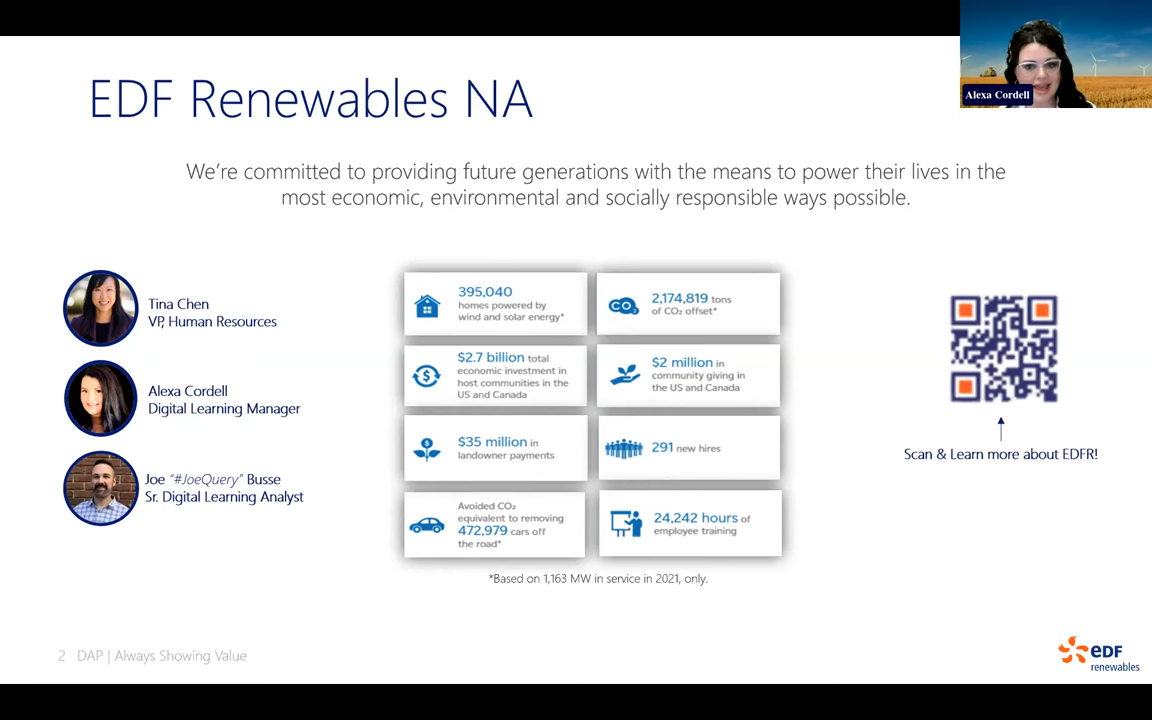 EDF Renewables NA
Alexa Cordell
We're committed to providing future generations with the means to power their lives in the
most economic, environmental and socially responsible ways possible.
Tina Chen
VP, Human Resources
Alexa Cordell
Digital Learning Manager
Joe "#JoeQuery" Busse
Sr. Digital Learning Analyst
395,040
homes powered by
wind and solar energy*
CO₂
2,174,819 tons
of CO₂ offset*
$2.7 billion total
economic investment in
host communities in the
US and Canada
$2 million in
community giving in
the US and Canada
$35 million in
landowner payments
291 new hires
Avoided CO₂
equivalent to removing
472,979 cars off
the road*
24,242 hours of
employee training
*Based on 1,163 MW in service in 2021, only.
Scan & Learn more about EDFR!
2 DAP | Always Showing Value
eDF
renewables